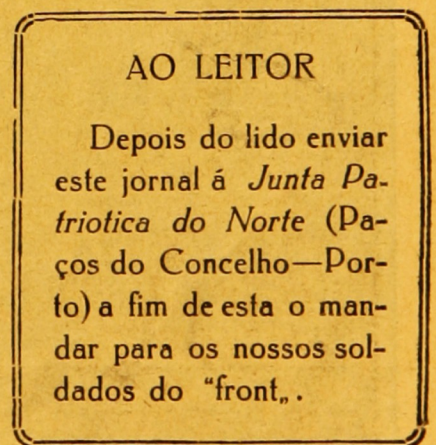 AO LEITOR
Depois do lido enviar
este jornal á Junta Pa-
triotica do Norte (Pa-
ços do Concelho—Por-
to) a fim de esta o man-
dar para os nossos sol-
dados do “front„.